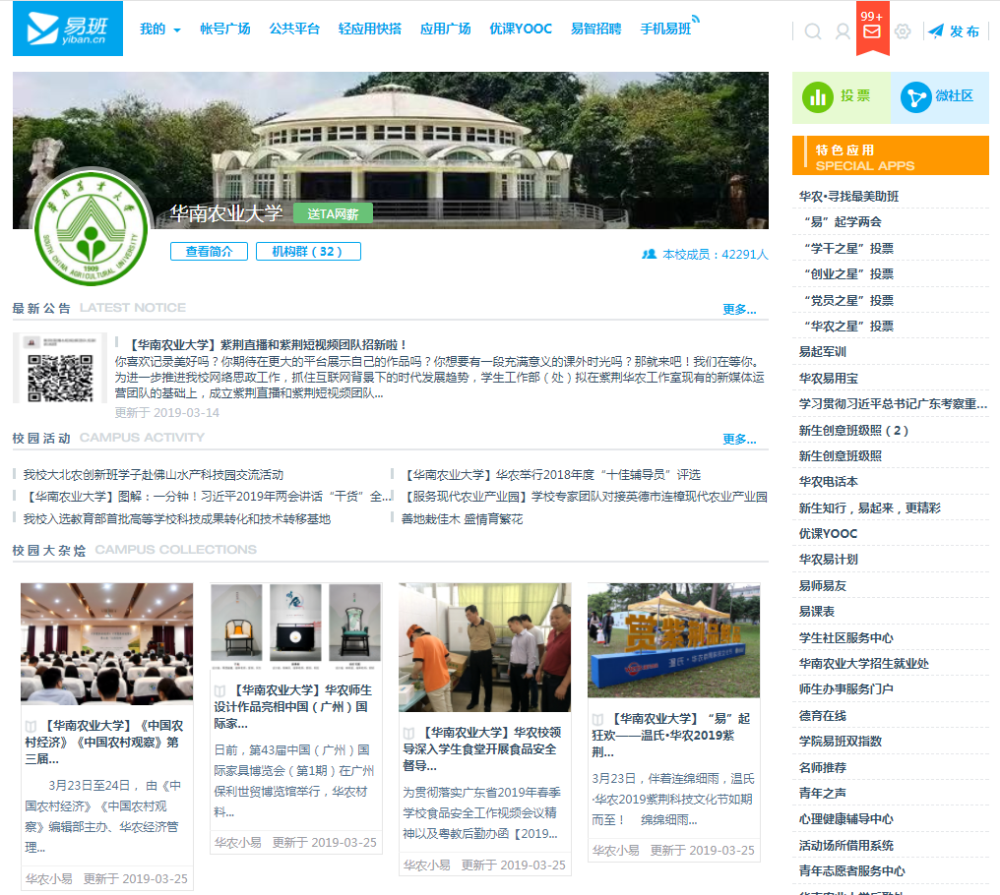 易班
yiban.cn
我的 帐号广场 公共平台 轻应用快搭 应用广场 优课YOOC 易智招聘 手机易班
99+
发 布
华南农业大学 送TA网薪
华南农业大学
SOUTH CHINA AGRICULTURAL UNIVERSITY
1909
查看简介 机构群（32）
本校成员：42291人
投 票
微社区
特色应用
SPECIAL APPS
华农·寻找最美助班
“易”起学两会
“学干之星”投票
“创业之星”投票
“党员之星”投票
“华农之星”投票
易起军训
华农易用宝
学习贯彻习近平总书记广东考察重...
新生创意班级照（2）
新生创意班级照
华农电话本
新生知行，易起来，更精彩
优课YOOC
华农易计划
易师易友
易课表
学生社区服务中心
华南农业大学招生就业处
师生办事服务门户
德育在线
学院易班双指数
名师推荐
青年之声
心理健康辅导中心
活动场所借用系统
青年志愿者服务中心
最新公告 LATEST NOTICE
更多...
【华南农业大学】紫荆直播和紫荆短视频团队招新啦！
你喜欢记录美好吗？你期待在更大的平台展示自己的作品吗？你想要有一段充满意义的课外时光吗？那就来吧！我们在等你。
为进一步推进我校网络思政工作，抓住互联网背景下的时代发展趋势，学生工作部（处）拟在紫荆华农工作室现有的新媒体运
营团队的基础上，成立紫荆直播和紫荆短视频团队...
更新于 2019-03-14
校园活动 CAMPUS ACTIVITY
更多...
我校大北农创新班学子赴佛山水产科技园交流活动
【华南农业大学】华农举行2018年度“十佳辅导员”评选
【华南农业大学】图解：一分钟！习近平2019年两会讲话“干货”全...
【服务现代农业产业园】学校专家团队对接英德市连樟现代农业产业园
我校入选教育部首批高等学校科技成果转化和技术转移基地
善地栽佳木 盛情育繁花
校园大杂烩 CAMPUS COLLECTIONS
【华南农业大学】《中国农
村经济》《中国农村观察》第
三届...
3月23日至24日， 由《中
国农村经济》《中国农村观
察》编辑部主办、华农经济管
理...
华农小易 更新于 2019-03-25
【华南农业大学】华农师生
设计作品亮相中国（广州）国
际家...
日前，第43届中国（广州）国
际家具博览会（第1期）在广州
保利世贸博览馆举行，华农材
料...
华农小易 更新于 2019-03-25
【华南农业大学】华农校领
导深入学生食堂开展食品安全
督导...
为贯彻落实广东省2019年春季
学校食品安全工作视频会议精
神以及粤教后勤办函【2019...
华农小易 更新于 2019-03-25
赏紫荆品
【华南农业大学】“易”起
狂欢——温氏·华农2019紫
荆...
3月23日，伴着连绵细雨，温氏
·华农2019紫荆科技文化节如期
而至！ 绵绵细雨...
华农小易 更新于 2019-03-25